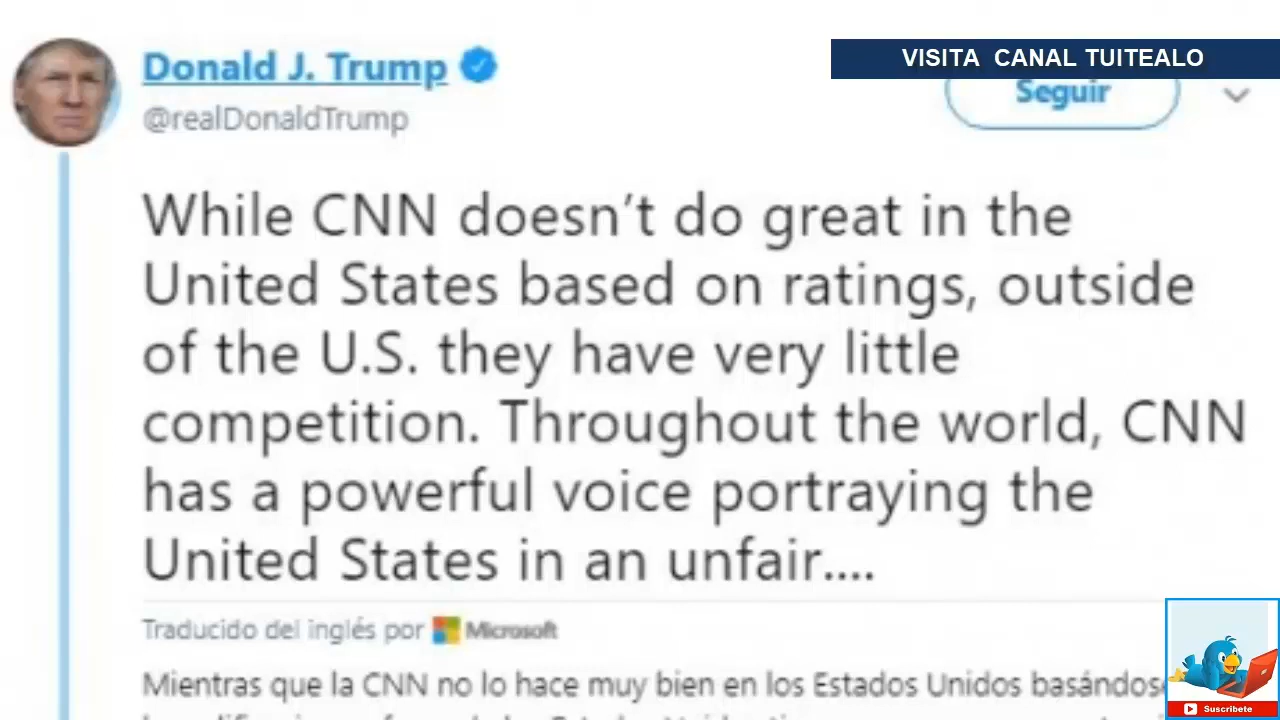 VISITA CANAL TUITEALO
Donald J. Trump
@realDonaldTrump
Seguir
While CNN doesn't do great in the
United States based on ratings, outside
of the U.S. they have very little
competition. Throughout the world, CNN
has a powerful voice portraying the
United States in an unfair....
Traducido del inglés por Microsoft
Mientras que la CNN no lo hace muy bien en los Estados Unidos
Suscribete